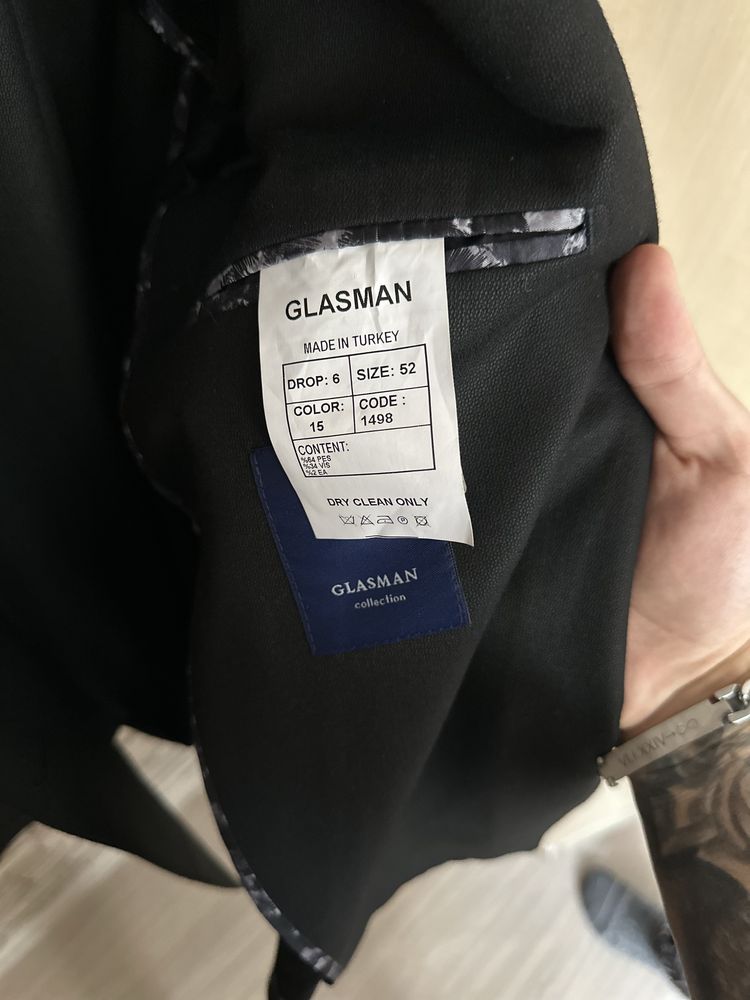 GLASMAN
MADE IN TURKEY
DROP: 6 SIZE: 52
COLOR: 15 CODE : 1498
CONTENT:
%64 PES
%34 VIS
%2 EA
DRY CLEAN ONLY
GLASMAN
collection